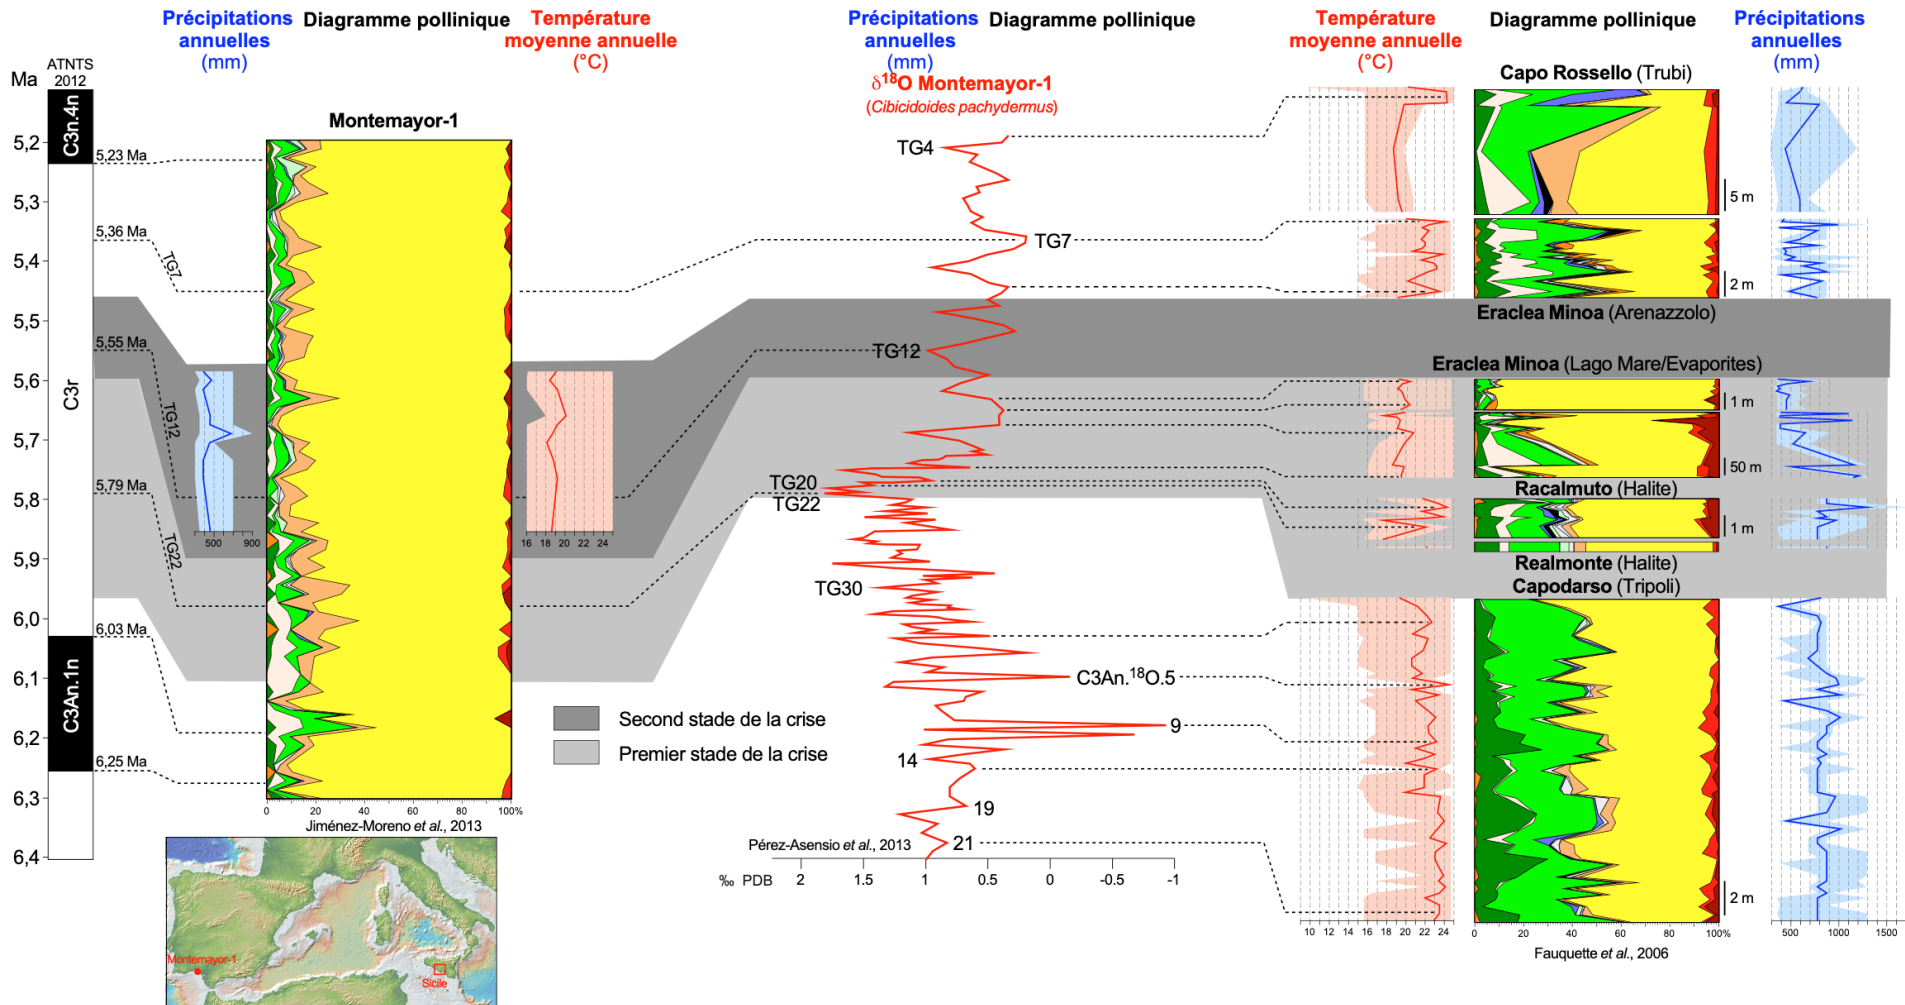 Précipitations
annuelles
(mm)
Diagramme pollinique
Température
moyenne annuelle
(°C)
Précipitations
annuelles
(mm)
Diagramme pollinique
Température
moyenne annuelle
(°C)
Diagramme pollinique
Précipitations
annuelles
(mm)
Ma
ATNTS
2012
δ18O Montemayor-1
(Cibicidoides pachydermus)
Capo Rossello (Trubi)
Montemayor-1
C3n.4n
C3r
C3An.1n
5,2
5,3
5,4
5,5
5,6
5,7
5,8
5,9
6,0
6,1
6,2
6,3
6,4
5,23 Ma
5,36 Ma
5,55 Ma
5,79 Ma
6,03 Ma
6,25 Ma
TG7
TG12
TG22
500 900
16 18 20 22 24
0 20 40 60 80 100%
Jiménez-Moreno et al., 2013
TG4
TG7
TG12
TG20
TG22
TG30
C3An.18O.5
9
14
19
21
Pérez-Asensio et al., 2013
‰ PDB 2 1.5 1 0.5 0 -0.5 -1
Second stade de la crise
Premier stade de la crise
5 m
2 m
Eraclea Minoa (Arenazzolo)
Eraclea Minoa (Lago Mare/Evaporites)
1 m
50 m
Racalmuto (Halite)
1 m
Realmonte (Halite)
Capodarso (Tripoli)
2 m
10 12 14 16 18 20 22 24
0 20 40 60 80 100%
500 1000 1500
Fauquette et al., 2006
Montemayor-1
Sicile